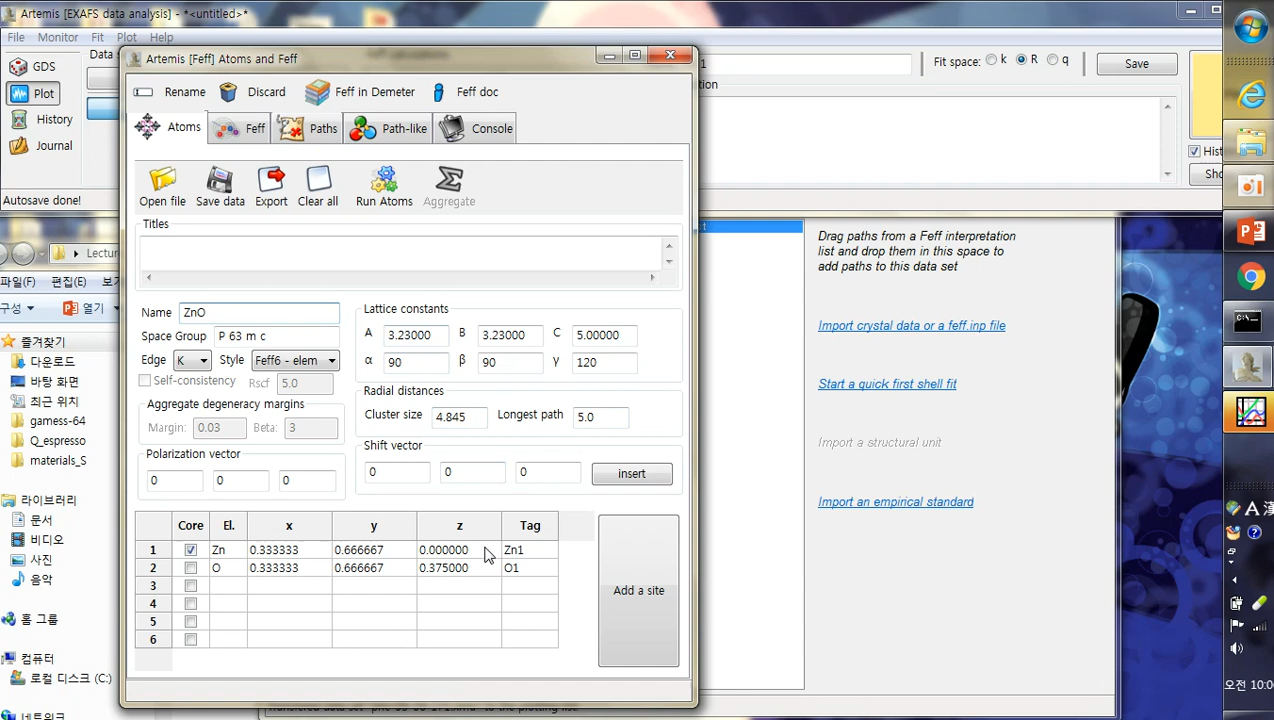 Artemis [EXAFS data analysis] - *<untitled>*
File Monitor Fit Plot Help
GDS
Plot
History
Journal
Autosave done!
Data s
Fit space: k R q
Save
Hist
Artemis [Feff] Atoms and Feff
Rename Discard Feff in Demeter Feff doc
Atoms Feff Paths Path-like Console
Open file Save data Export Clear all Run Atoms Aggregate
Titles
Name ZnO
Space Group P 63 m c
Edge K Style Feff6 - elem
Self-consistency Rscf 5.0
Aggregate degeneracy margins
Margin: 0.03 Beta: 3
Polarization vector
0 0 0
Lattice constants
A 3.23000 B 3.23000 C 5.00000
α 90 β 90 γ 120
Radial distances
Cluster size 4.845 Longest path 5.0
Shift vector
0 0 0 insert
Core El. x y z Tag
1 Zn 0.333333 0.666667 0.000000 Zn1
2 O 0.333333 0.666667 0.375000 O1
3
4
5
6
Add a site
Drag paths from a Feff interpretation
list and drop them in this space to
add paths to this data set
Import crystal data or a feff.inp file
Start a quick first shell fit
Import a structural unit
Import an empirical standard
Lectur
파일(F) 편집(E) 보
구성 열기
즐겨찾기
다운로드
바탕 화면
최근 위치
gamess-64
Q_espresso
materials_S
라이브러리
문서
비디오
사진
음악
홈 그룹
컴퓨터
로컬 디스크 (C:)
네트워크
A 漢
오전 10:0